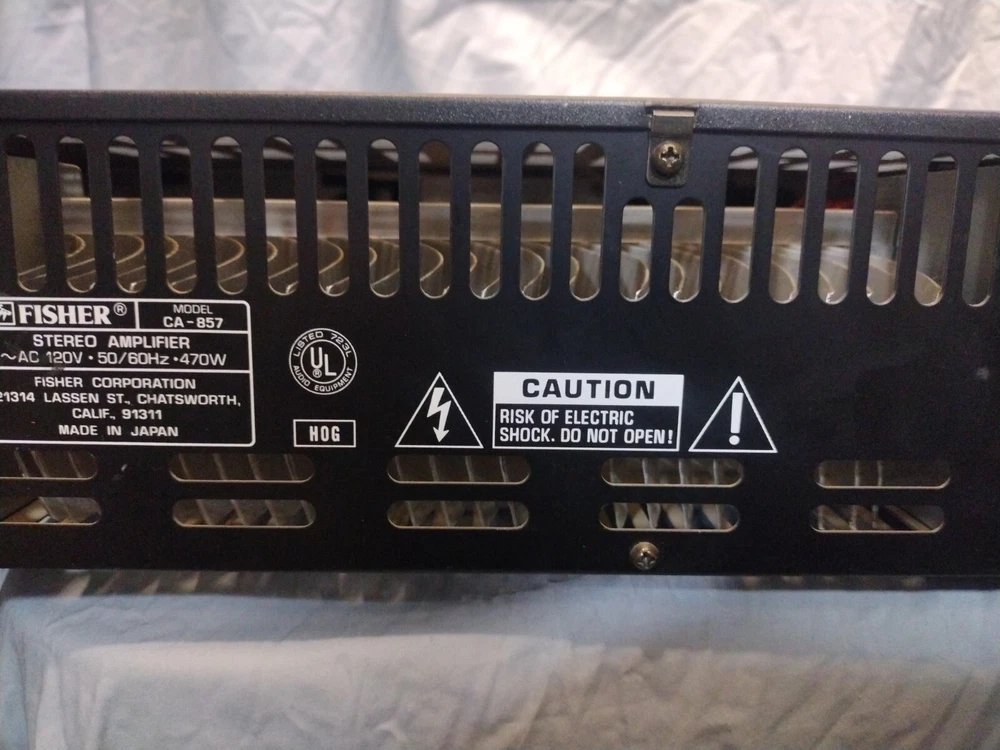 FISHER®
MODEL
CA-857
STEREO AMPLIFIER
~AC 120V • 50/60Hz • 470W
FISHER CORPORATION
21314 LASSEN ST., CHATSWORTH,
CALIF., 91311
MADE IN JAPAN
LISTED 723L
UL®
AUDIO EQUIPMENT
HOG
CAUTION
RISK OF ELECTRIC
SHOCK. DO NOT OPEN!
!